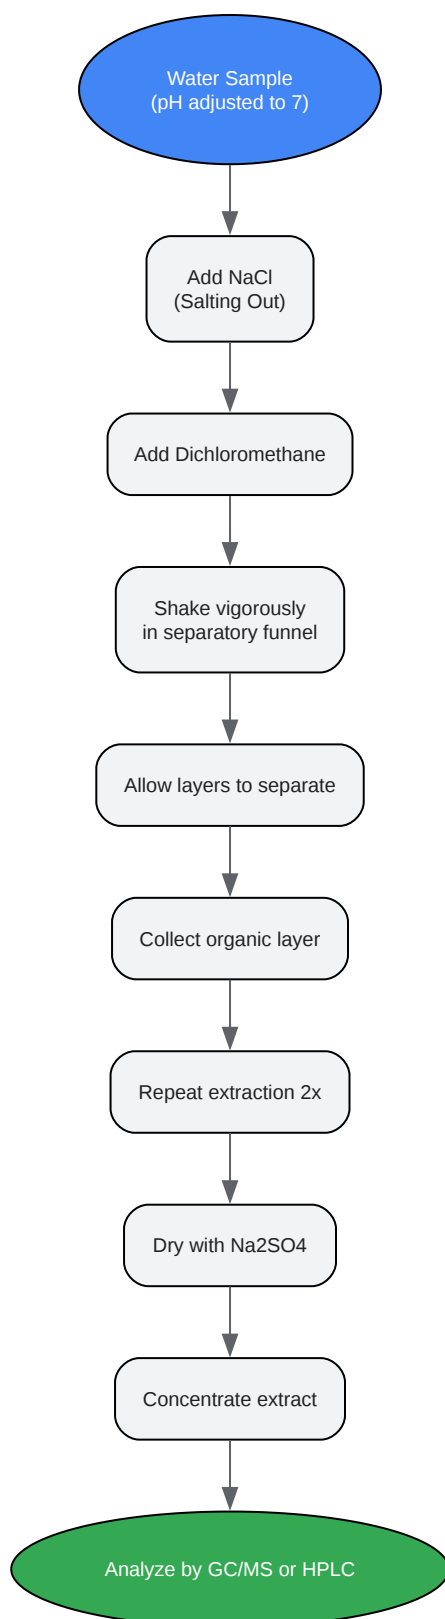 Water Sample
(pH adjusted to 7)
Add NaCl
(Salting Out)
Add Dichloromethane
Shake vigorously
in separatory funnel
Allow layers to separate
Collect organic layer
Repeat extraction 2x
Dry with Na2SO4
Concentrate extract
Analyze by GC/MS or HPLC